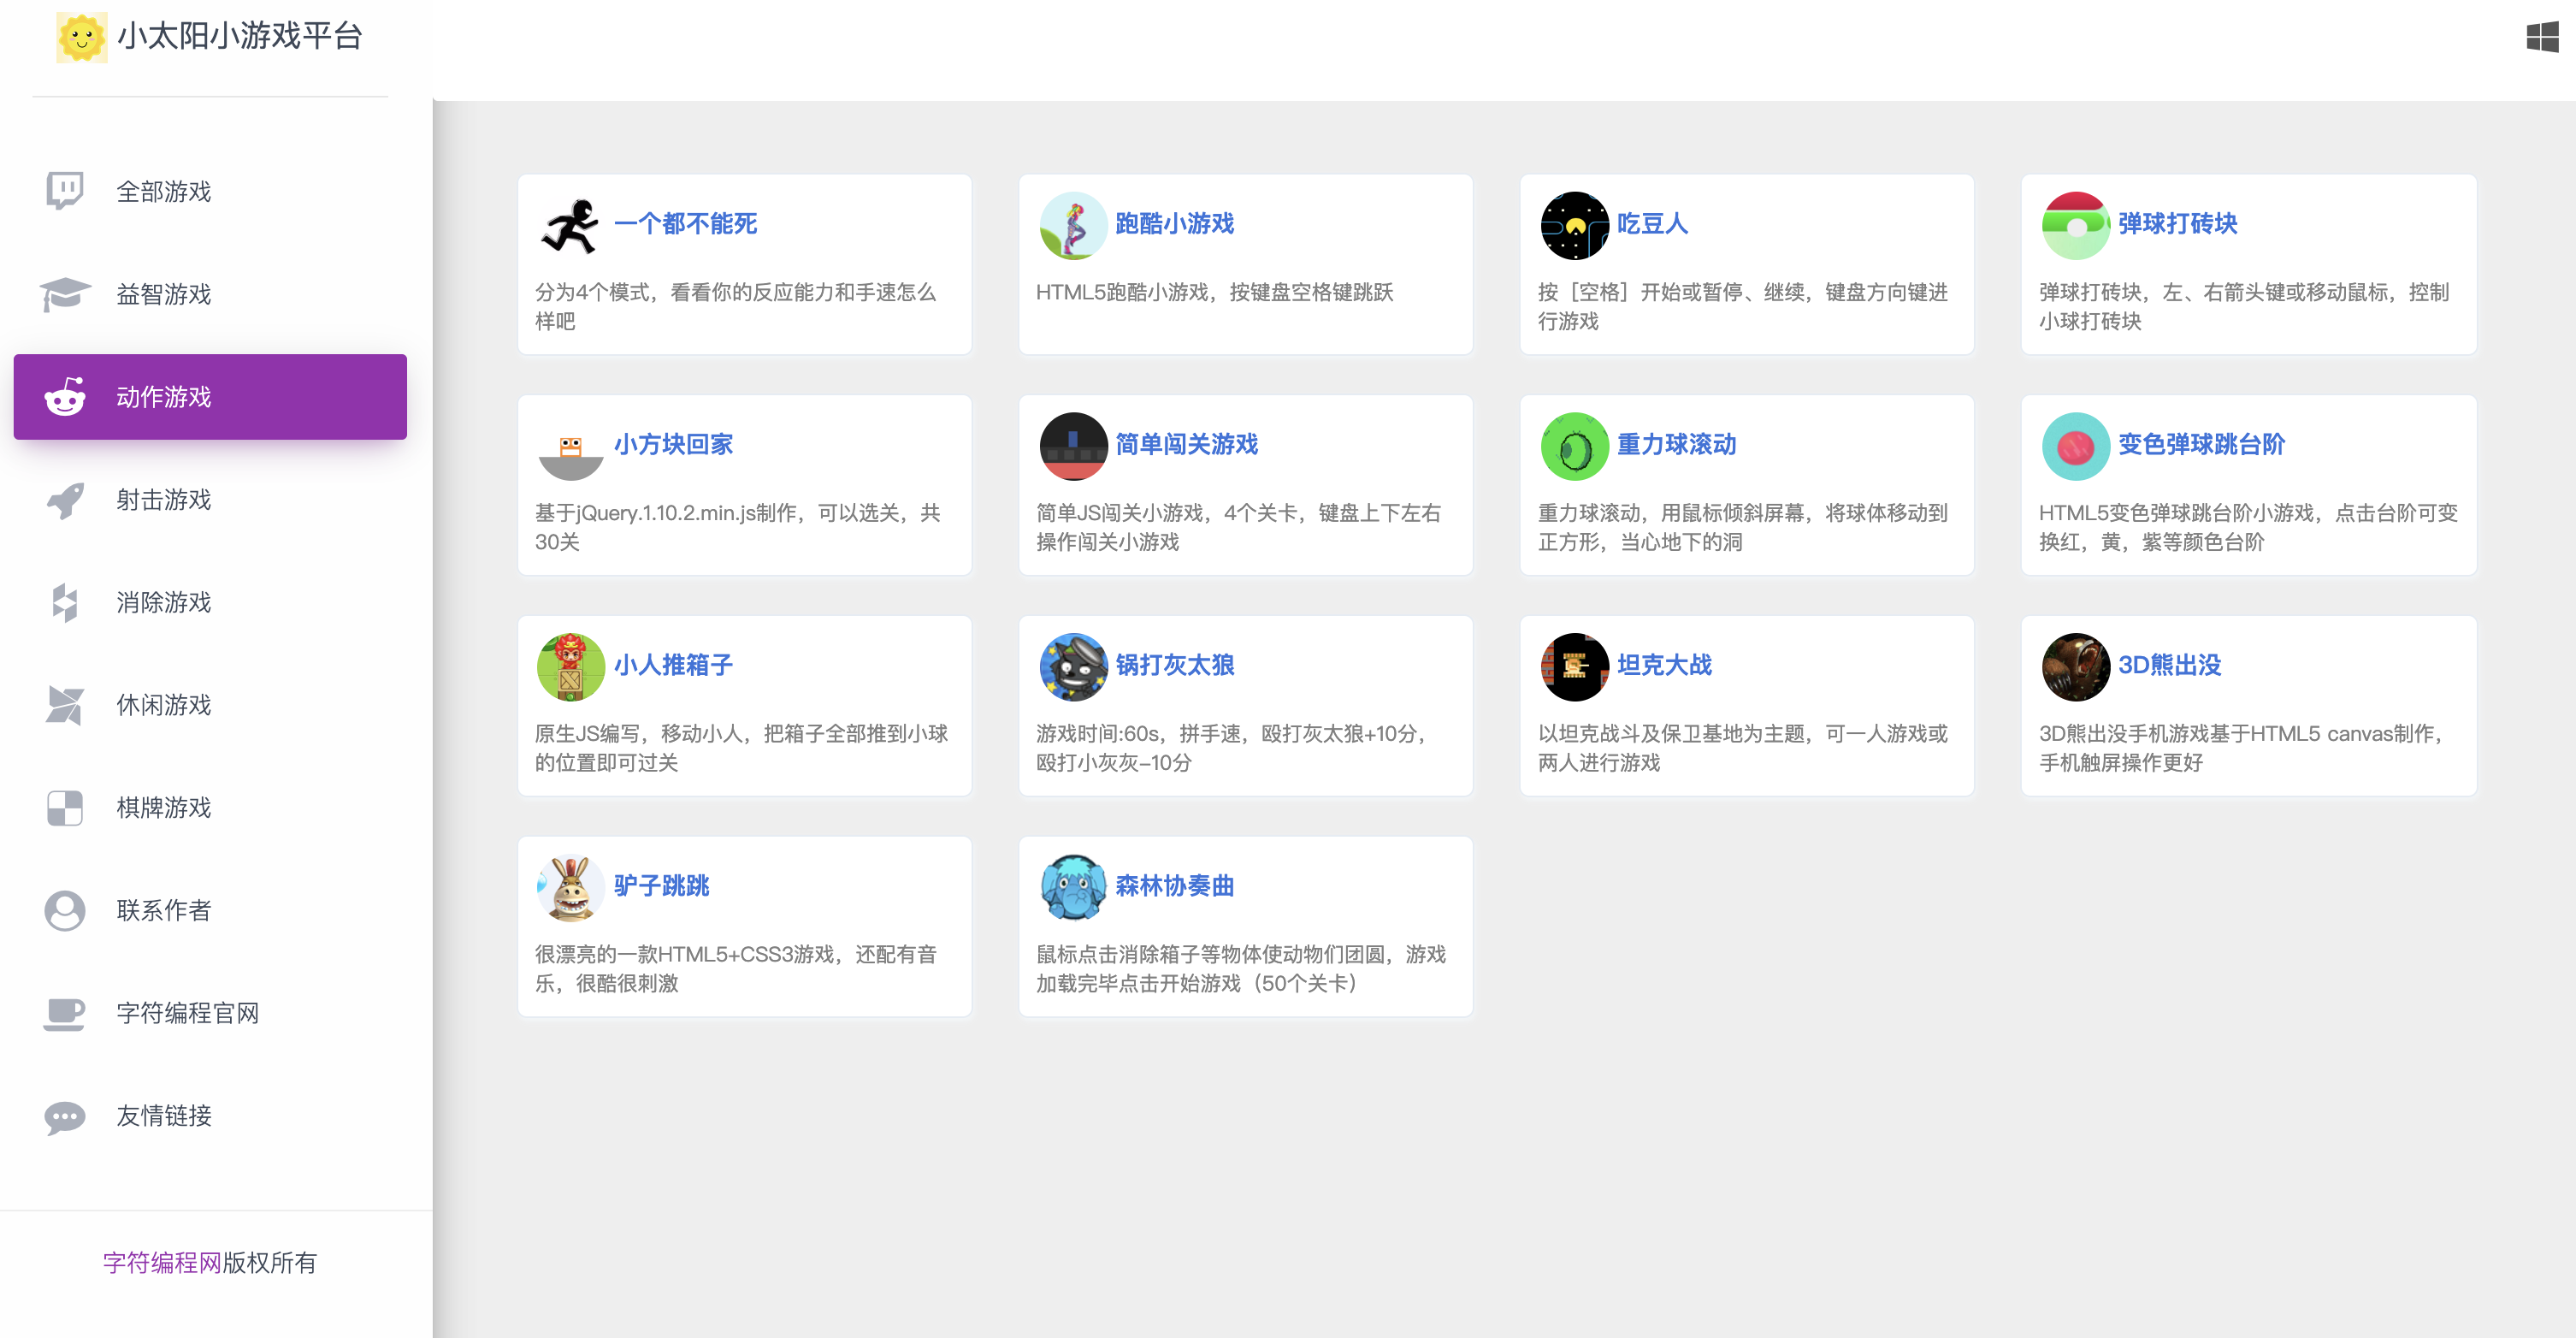 小太阳小游戏平台
全部游戏
益智游戏
动作游戏
射击游戏
消除游戏
休闲游戏
棋牌游戏
联系作者
字符编程官网
友情链接
字符编程网版权所有
一个都不能死
分为4个模式，看看你的反应能力和手速怎么
样吧
跑酷小游戏
HTML5跑酷小游戏，按键盘空格键跳跃
吃豆人
按［空格］开始或暂停、继续，键盘方向键进
行游戏
弹球打砖块
弹球打砖块，左、右箭头键或移动鼠标，控制
小球打砖块
小方块回家
基于jQuery.1.10.2.min.js制作，可以选关，共
30关
简单闯关游戏
简单JS闯关小游戏，4个关卡，键盘上下左右
操作闯关小游戏
重力球滚动
重力球滚动，用鼠标倾斜屏幕，将球体移动到
正方形，当心地下的洞
变色弹球跳台阶
HTML5变色弹球跳台阶小游戏，点击台阶可变
换红，黄，紫等颜色台阶
小人推箱子
原生JS编写，移动小人，把箱子全部推到小球
的位置即可过关
锅打灰太狼
游戏时间:60s，拼手速，殴打灰太狼+10分，
殴打小灰灰-10分
坦克大战
以坦克战斗及保卫基地为主题，可一人游戏或
两人进行游戏
3D熊出没
3D熊出没手机游戏基于HTML5 canvas制作，
手机触屏操作更好
驴子跳跳
很漂亮的一款HTML5+CSS3游戏，还配有音
乐，很酷很刺激
森林协奏曲
鼠标点击消除箱子等物体使动物们团圆，游戏
加载完毕点击开始游戏（50个关卡）